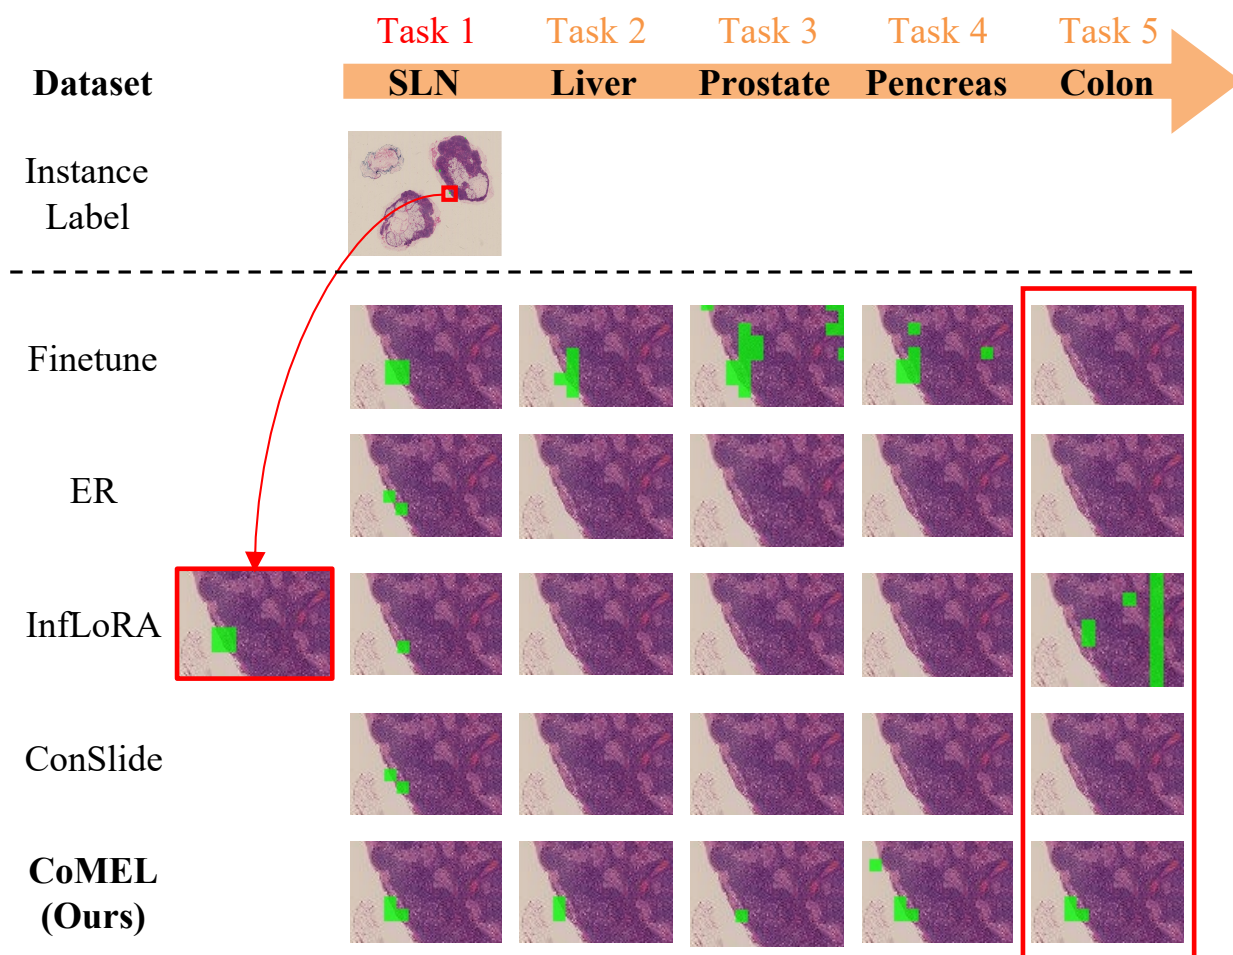 Task 1 Task 2 Task 3 Task 4 Task 5
Dataset SLN Liver Prostate Pencreas Colon
Instance
Label
Finetune
ER
InfLoRA
ConSlide
CoMEL
(Ours)